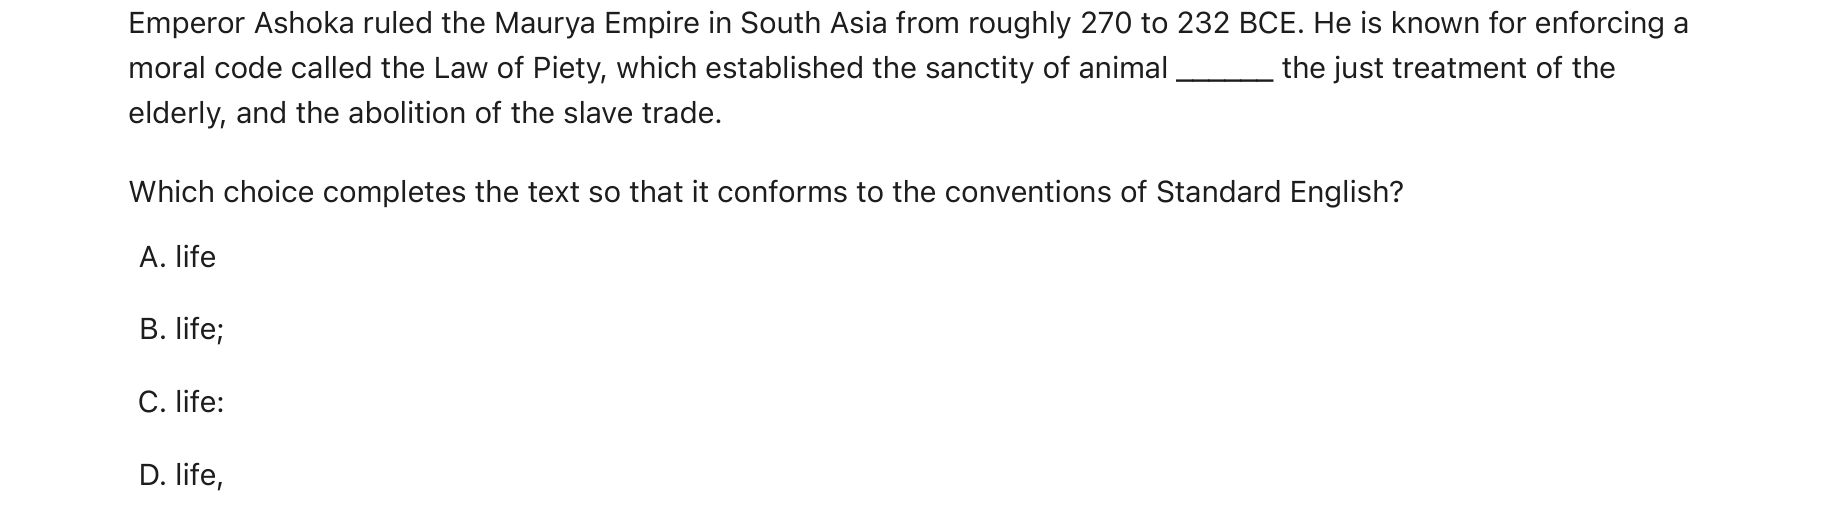 Emperor Ashoka ruled the Maurya Empire in South Asia from roughly 270 to 232 BCE. He is known for enforcing a
moral code called the Law of Piety, which established the sanctity of animal ______ the just treatment of the
elderly, and the abolition of the slave trade.
Which choice completes the text so that it conforms to the conventions of Standard English?
A. life
B. life;
C. life:
D. life,